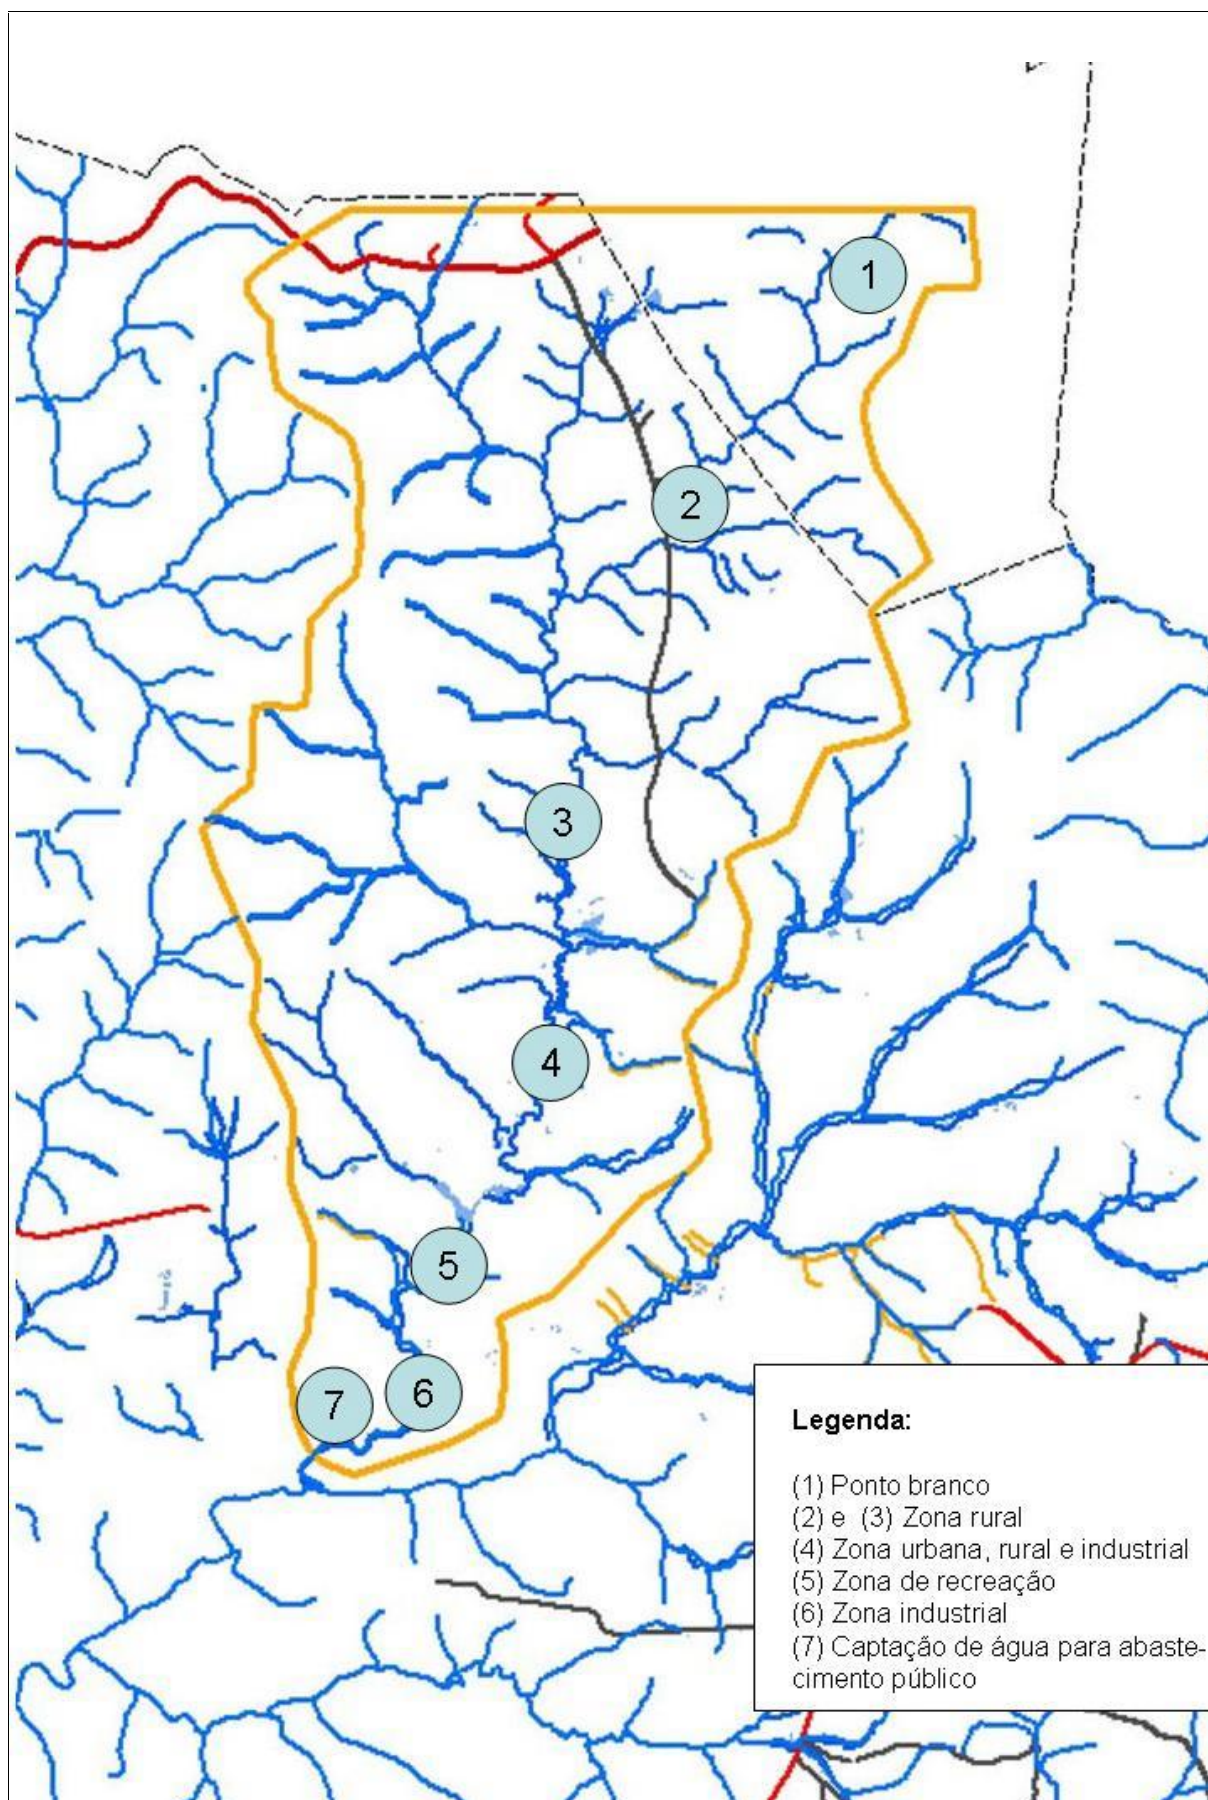 1
2
3
4
5
6
7
Legenda:
(1) Ponto branco
(2) e (3) Zona rural
(4) Zona urbana, rural e industrial
(5) Zona de recreação
(6) Zona industrial
(7) Captação de água para abaste-
cimento público